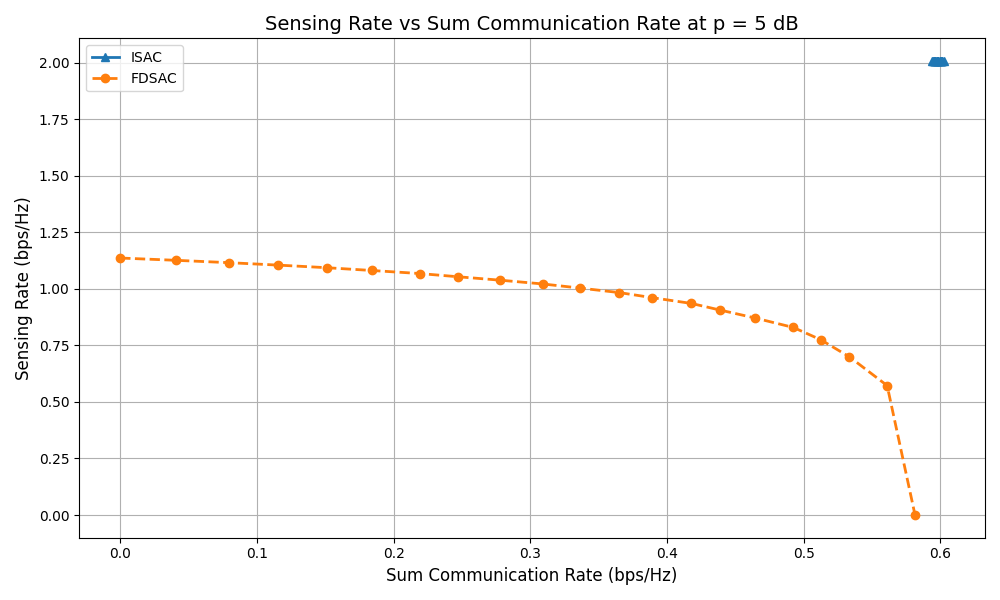 Sensing Rate vs Sum Communication Rate at p = 5 dB
ISAC
FDSAC
Sensing Rate (bps/Hz)
2.00
1.75
1.50
1.25
1.00
0.75
0.50
0.25
0.00
0.0 0.1 0.2 0.3 0.4 0.5 0.6
Sum Communication Rate (bps/Hz)